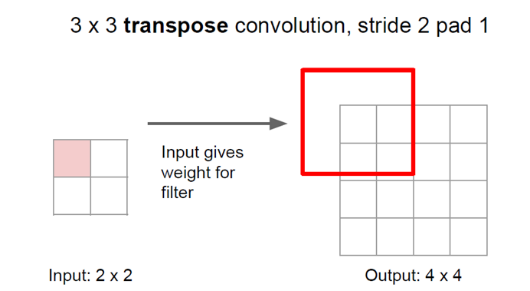 3 x 3 transpose convolution, stride 2 pad 1
Input gives
weight for
filter
Input: 2 x 2
Output: 4 x 4